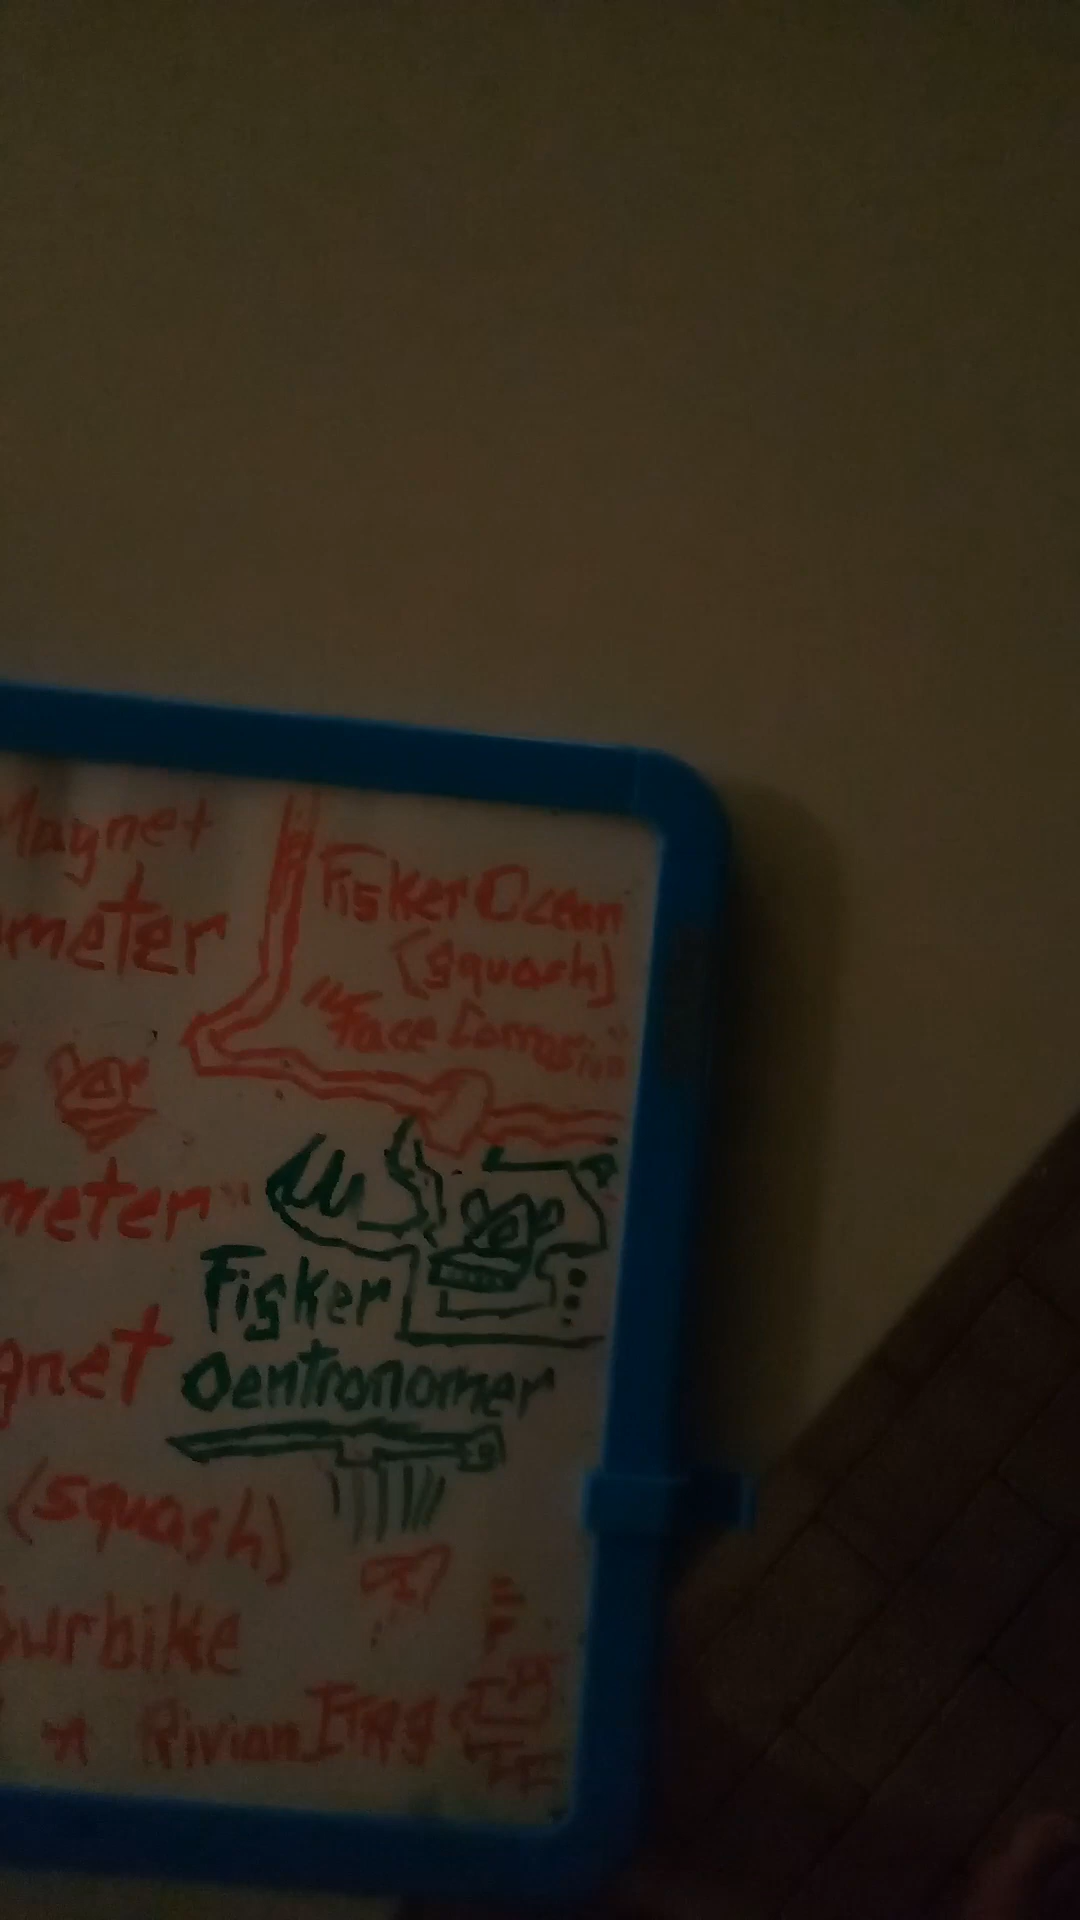 Magnet
meter
Fisker Ocean
(squash)
"Face Corrosion"
meter"
Fisker
Oentronomer
gnet
(squash)
urbike
Rivian